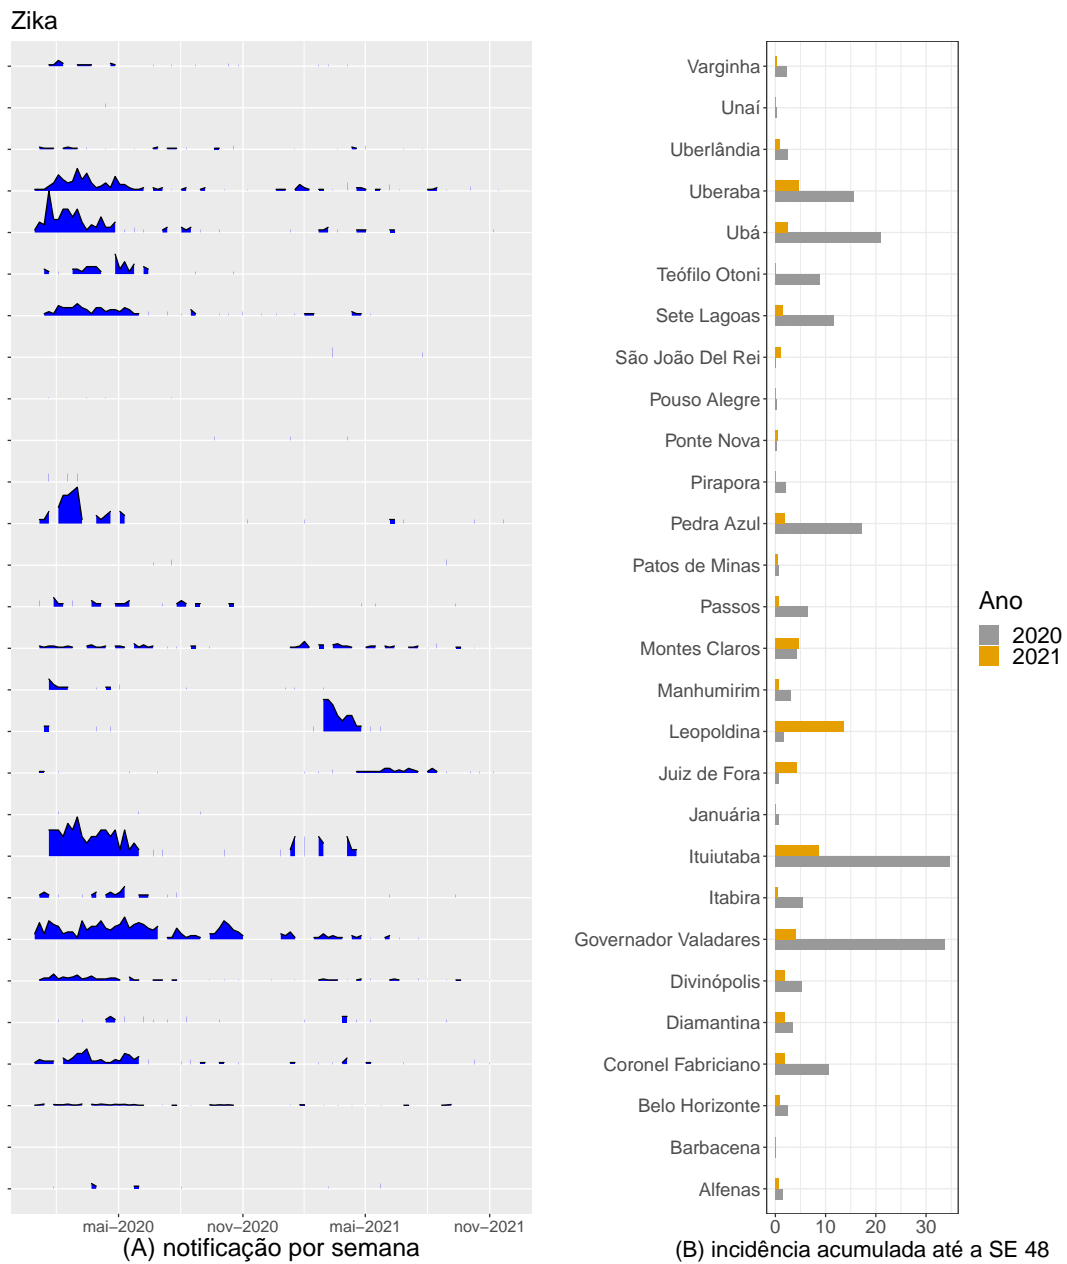 Zika
Varginha
Unaí
Uberlândia
Uberaba
Ubá
Teófilo Otoni
Sete Lagoas
São João Del Rei
Pouso Alegre
Ponte Nova
Pirapora
Pedra Azul
Patos de Minas
Passos
Montes Claros
Manhumirim
Leopoldina
Juiz de Fora
Januária
Ituiutaba
Itabira
Governador Valadares
Divinópolis
Diamantina
Coronel Fabriciano
Belo Horizonte
Barbacena
Alfenas
mai−2020 nov−2020 mai−2021 nov−2021
(A) notificação por semana
0 10 20 30
(B) incidência acumulada até a SE 48
Ano
2020
2021